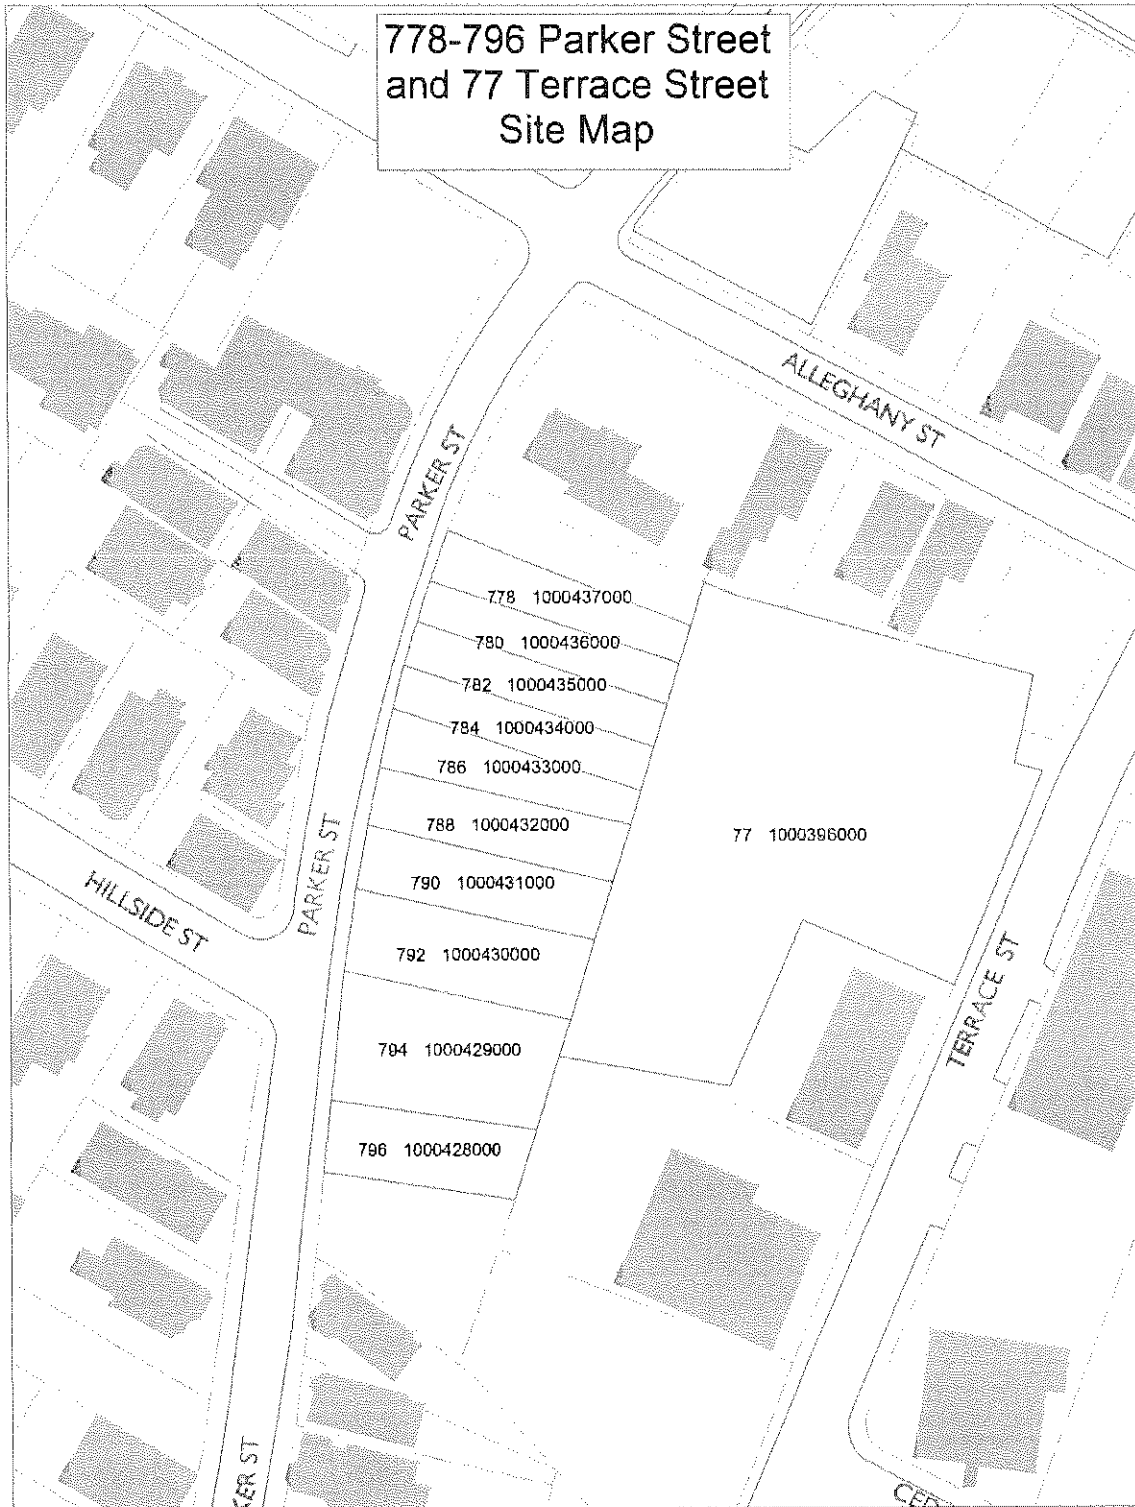 778-796 Parker Street
and 77 Terrace Street
Site Map
ALLEGHANY ST
PARKER ST
778 1000437000
780 1000436000
782 1000435000
784 1000434000
786 1000433000
788 1000432000
77 1000396000
PARKER ST
790 1000431000
HILLSIDE ST
792 1000430000
TERRACE ST
794 1000429000
796 1000428000
KER ST